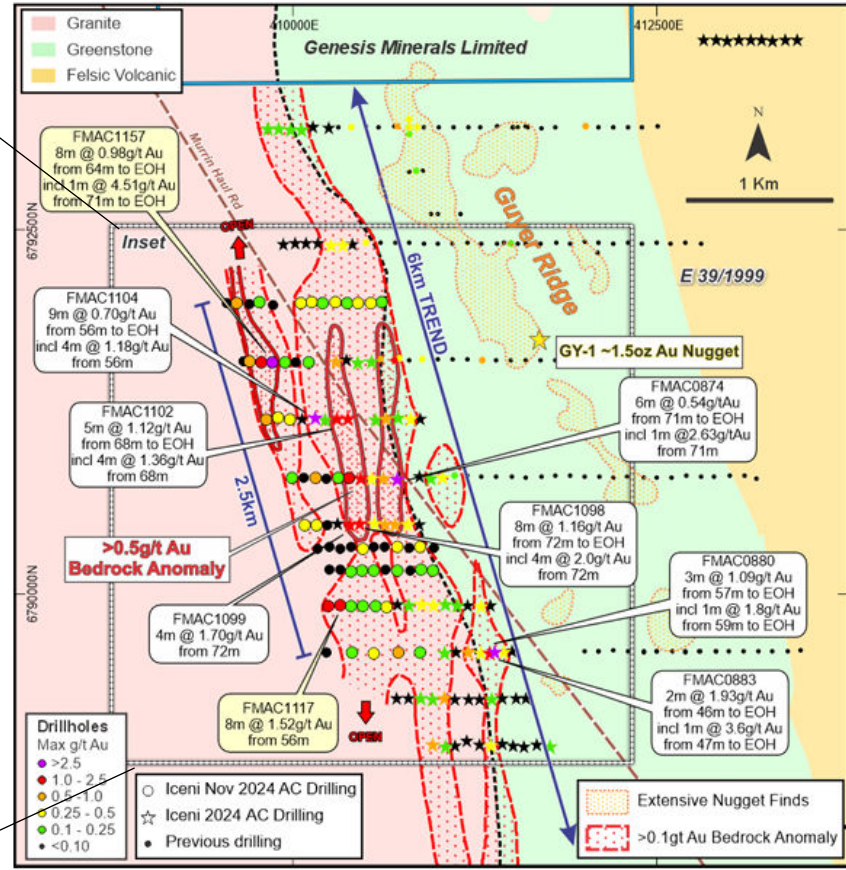 Granite
Greenstone
Felsic Volcanic
410000E
412500E
Genesis Minerals Limited
N
1 Km
E 39/1999
Murrin Haul Rd
6792500N
6790000N
FMAC1157
8m @ 0.98g/t Au
from 64m to EOH
incl 1m @ 4.51g/t Au
from 71m to EOH
OPEN
Inset
Guyer Ridge
6km TREND
FMAC1104
9m @ 0.70g/t Au
from 56m to EOH
incl 4m @ 1.18g/t Au
from 56m
GY-1 ~1.5oz Au Nugget
FMAC0874
6m @ 0.54g/tAu
from 71m to EOH
incl 1m @2.63g/tAu
from 71m
FMAC1102
5m @ 1.12g/t Au
from 68m to EOH
incl 4m @ 1.36g/t Au
from 68m
2.5km
FMAC1098
8m @ 1.16g/t Au
from 72m to EOH
incl 4m @ 2.0g/t Au
from 72m
>0.5g/t Au
Bedrock Anomaly
FMAC0880
3m @ 1.09g/t Au
from 57m to EOH
incl 1m @ 1.8g/t Au
from 59m to EOH
FMAC1099
4m @ 1.70g/t Au
from 72m
FMAC0883
2m @ 1.93g/t Au
from 46m to EOH
incl 1m @ 3.6g/t Au
from 47m to EOH
FMAC1117
8m @ 1.52g/t Au
from 56m
OPEN
Drillholes
Max g/t Au
>2.5
1.0 - 2.5
0.5 -1.0
0.25 - 0.5
0.1 - 0.25
<0.10
Iceni Nov 2024 AC Drilling
Iceni 2024 AC Drilling
Previous drilling
Extensive Nugget Finds
>0.1gt Au Bedrock Anomaly